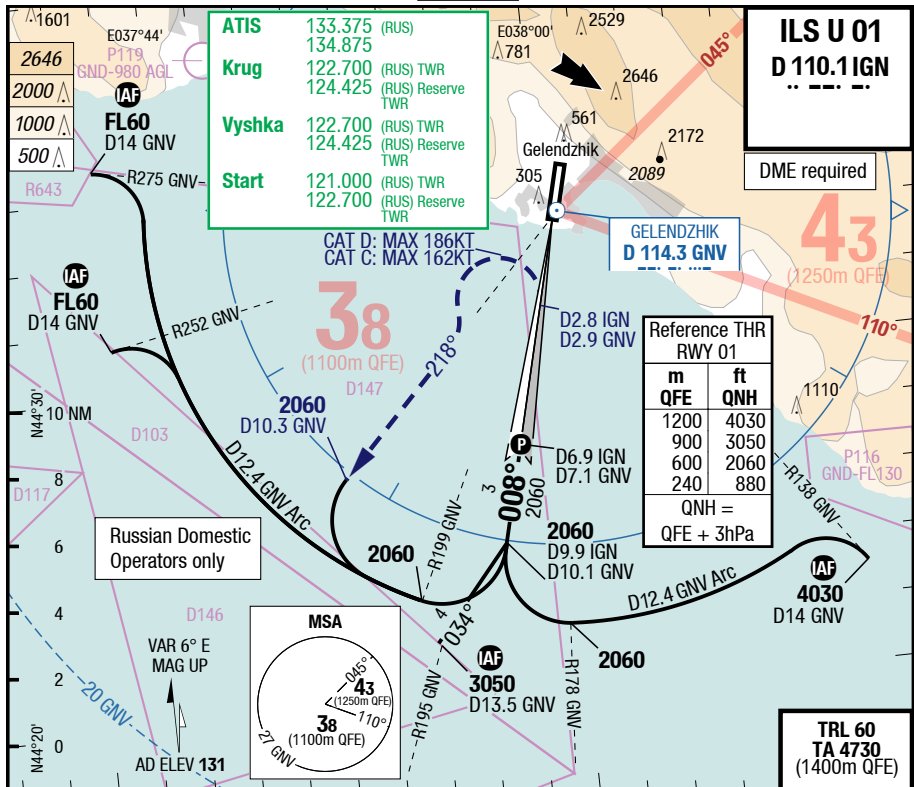 1601
E037°44'
P119
GND-980 AGL
2646
2000
1000
500
IAF
FL60
D14 GNV
R275 GNV
R643
ATIS 133.375 (RUS)
134.875
Krug 122.700 (RUS) TWR
124.425 (RUS) Reserve
TWR
Vyshka 122.700 (RUS) TWR
124.425 (RUS) Reserve
TWR
Start 121.000 (RUS) TWR
122.700 (RUS) Reserve
TWR
E038°00'
2529
781
2646
561
Gelendzhik
305
2172
2089
045°
ILS U 01
D 110.1 IGN
DME required
43
(1250m QFE)
110°
GELENDZHIK
D 114.3 GNV
CAT D: MAX 186KT
CAT C: MAX 162KT
38
(1100m QFE)
D147
218°
D2.8 IGN
D2.9 GNV
IAF
FL60
D14 GNV
R252 GNV
2060
D10.3 GNV
Reference THR
RWY 01
m ft
QFE QNH
1200 4030
900 3050
600 2060
240 880
QNH =
QFE + 3hPa
1110
P116
GND-FL130
R138 GNV
N44°30'
10 NM
8
6
4
2
0
N44°20'
D103
D117
D12.4 GNV Arc
P
D6.9 IGN
D7.1 GNV
3
008°
2
2060
R199 GNV
Russian Domestic
Operators only
2060
2060
D9.9 IGN
D10.1 GNV
D12.4 GNV Arc
IAF
4030
D14 GNV
4
034°
D146
VAR 6° E
MAG UP
20 GNV
AD ELEV 131
MSA
045°
43
(1250m QFE)
110°
38
(1100m QFE)
27 GNV
IAF
3050
D13.5 GNV
R195 GNV
R178 GNV
2060
TRL 60
TA 4730
(1400m QFE)